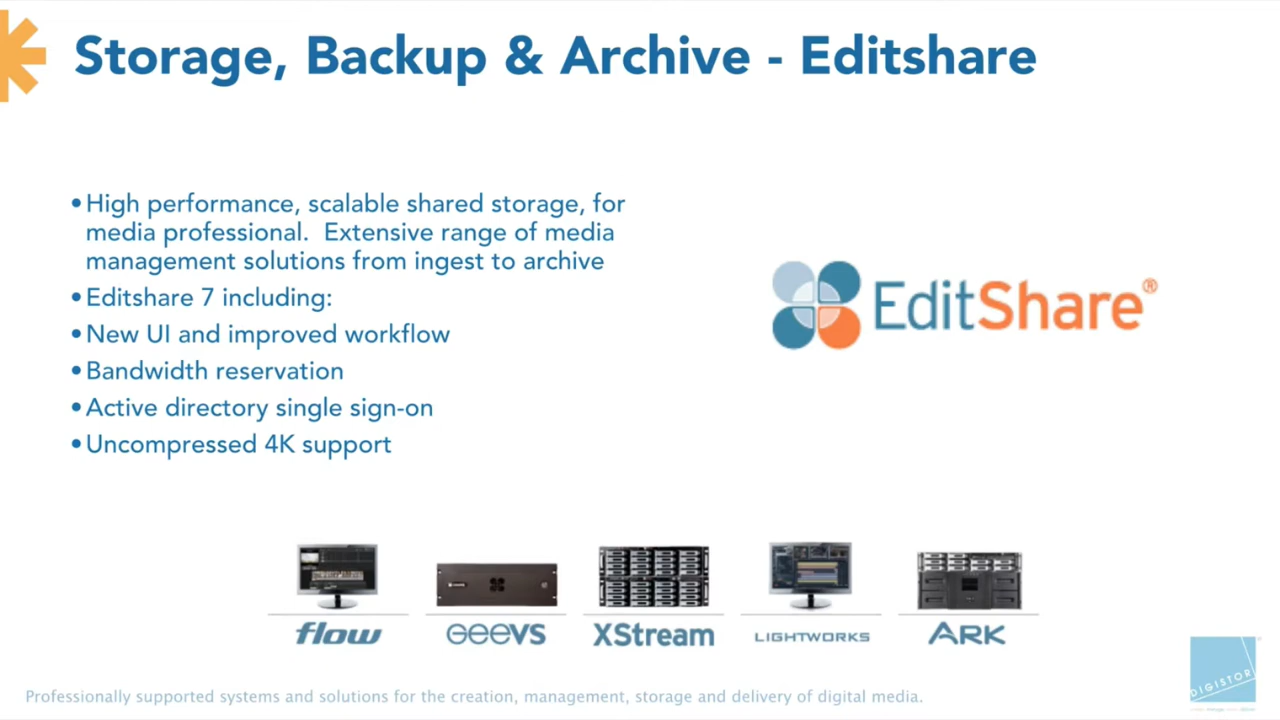 Storage, Backup & Archive - Editshare
•High performance, scalable shared storage, for
media professional.  Extensive range of media
management solutions from ingest to archive
•Editshare 7 including:
•New UI and improved workflow
•Bandwidth reservation
•Active directory single sign-on
•Uncompressed 4K support
EditShare®
flow
GEEVS
XStream
LIGHTWORKS
ARK
DIGISTOR
Professionally supported systems and solutions for the creation, management, storage and delivery of digital media.